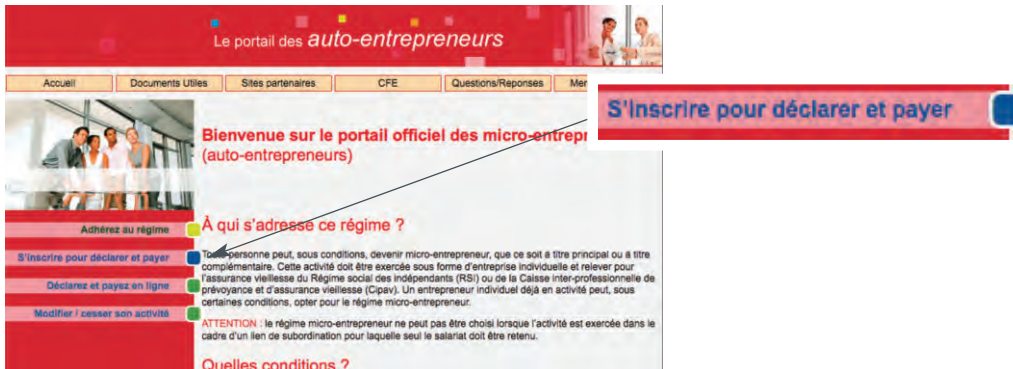 Le portail des auto-entrepreneurs
Accueil
Documents Utiles
Sites partenaires
CFE
Questions/Reponses
S'inscrire pour déclarer et payer
Bienvenue sur le portail officiel des
(auto-entrepreneurs)
À qui s'adresse ce régime ?
Adhérez au régime
S'inscrire pour déclarer et payer
Déclarez et payez en ligne
Modifier / cesser son activité
personne peut, sous conditions, devenir micro-entrepreneur, que ce soit à titre principal ou à titre
complémentaire. Cette activité doit être exercée sous forme d'entreprise individuelle et relever pour
l'assurance vieillesse du Régime social des indépendants (RSI) ou de la Caisse inter-professionnelle de
prévoyance et d'assurance vieillesse (Cipav). Un entrepreneur individuel déjà en activité peut, sous
certaines conditions, opter pour le régime micro-entrepreneur.
ATTENTION : le régime micro-entrepreneur ne peut pas être choisi lorsque l'activité est exercée dans le
cadre d'un lien de subordination pour laquelle seul le salariat doit être retenu.
Quelles conditions ?